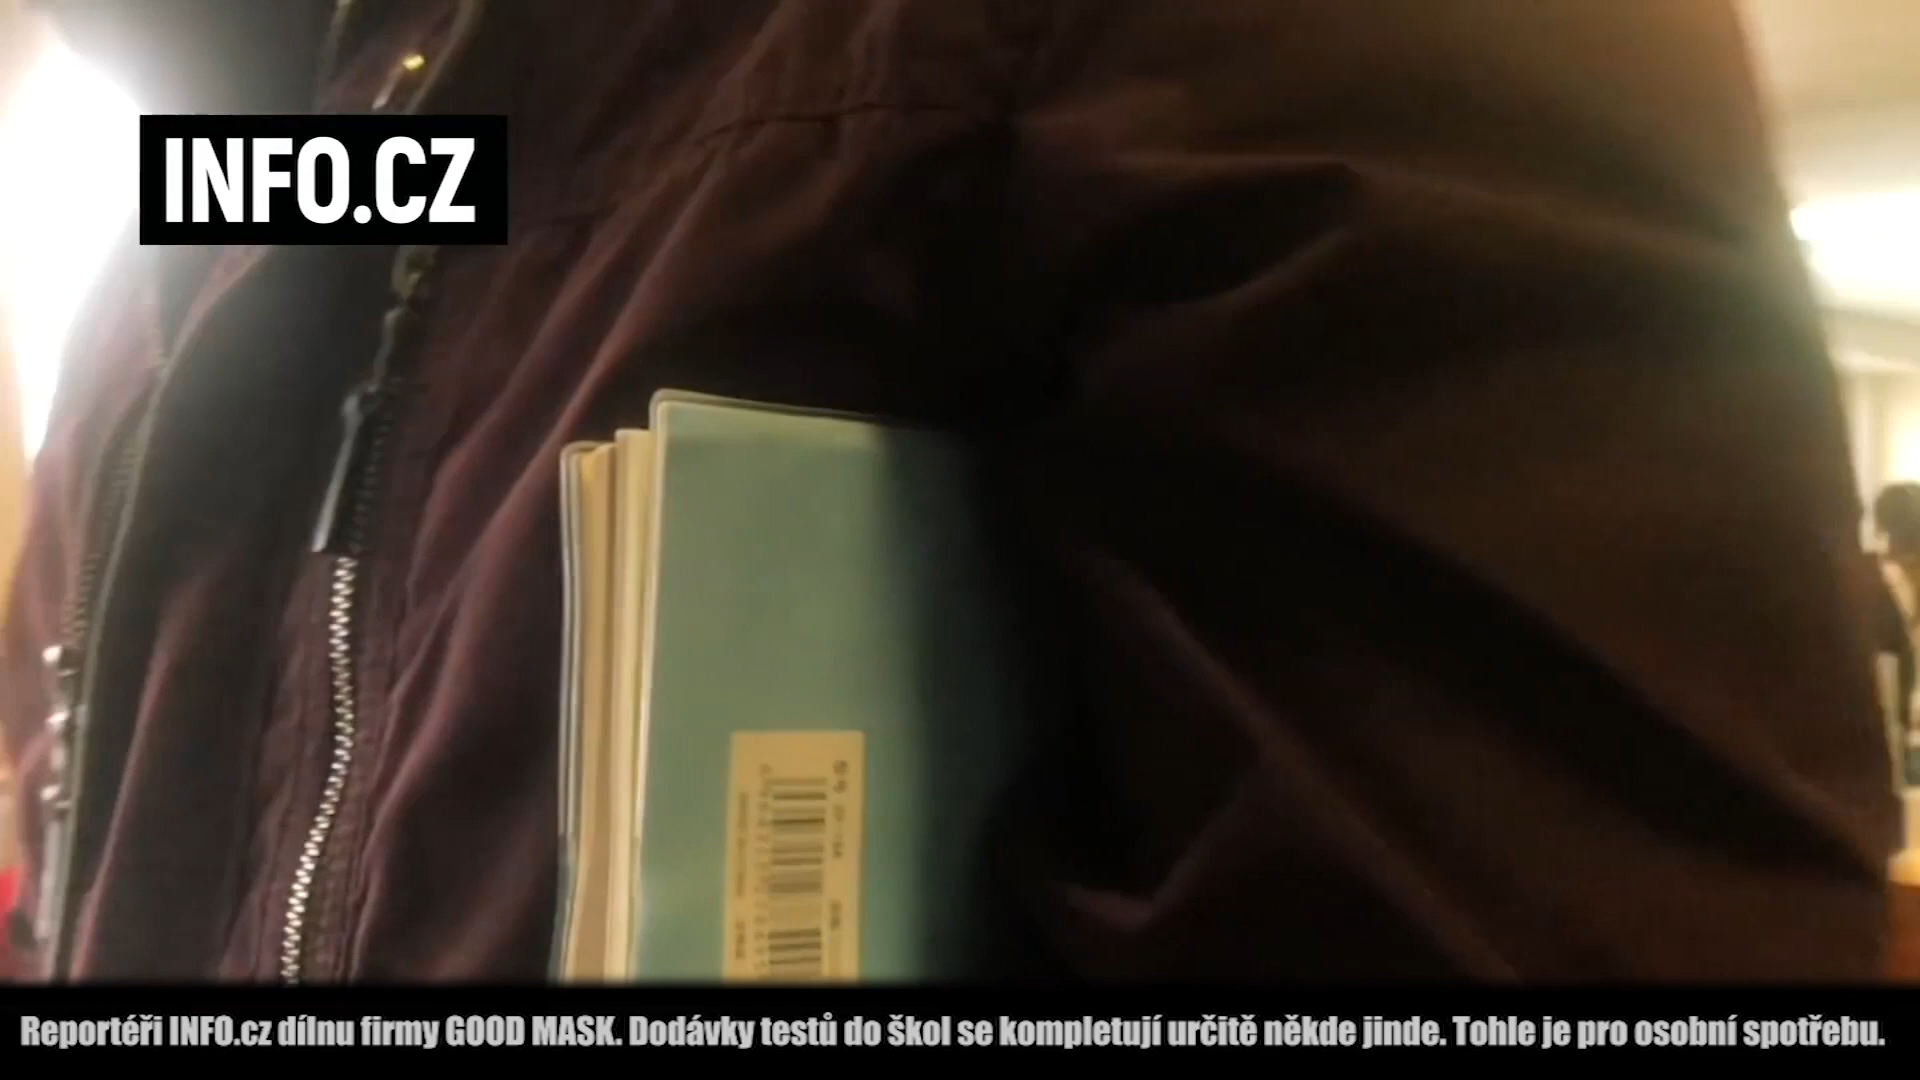 INFO.CZ
Reportéři INFO.cz dílnu firmy GOOD MASK. Dodávky testů do škol se kompletují určitě někde jinde. Tohle je pro osobní spotřebu.